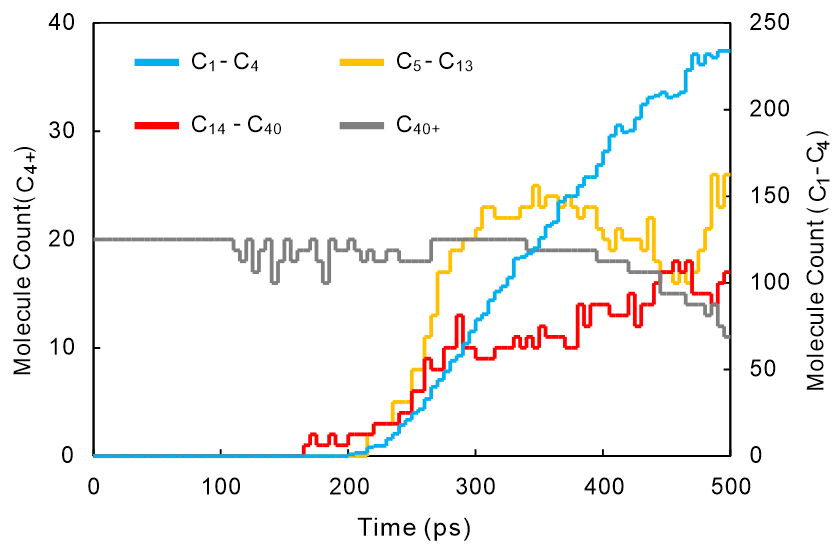 40
30
20
10
0
Molecule Count(C₄₊)
C₁-C₄
C₅-C₁₃
C₁₄-C₄₀
C₄₀₊
250
200
150
100
50
0
Molecule Count (C₁-C₄)
0 100 200 300 400 500
Time (ps)